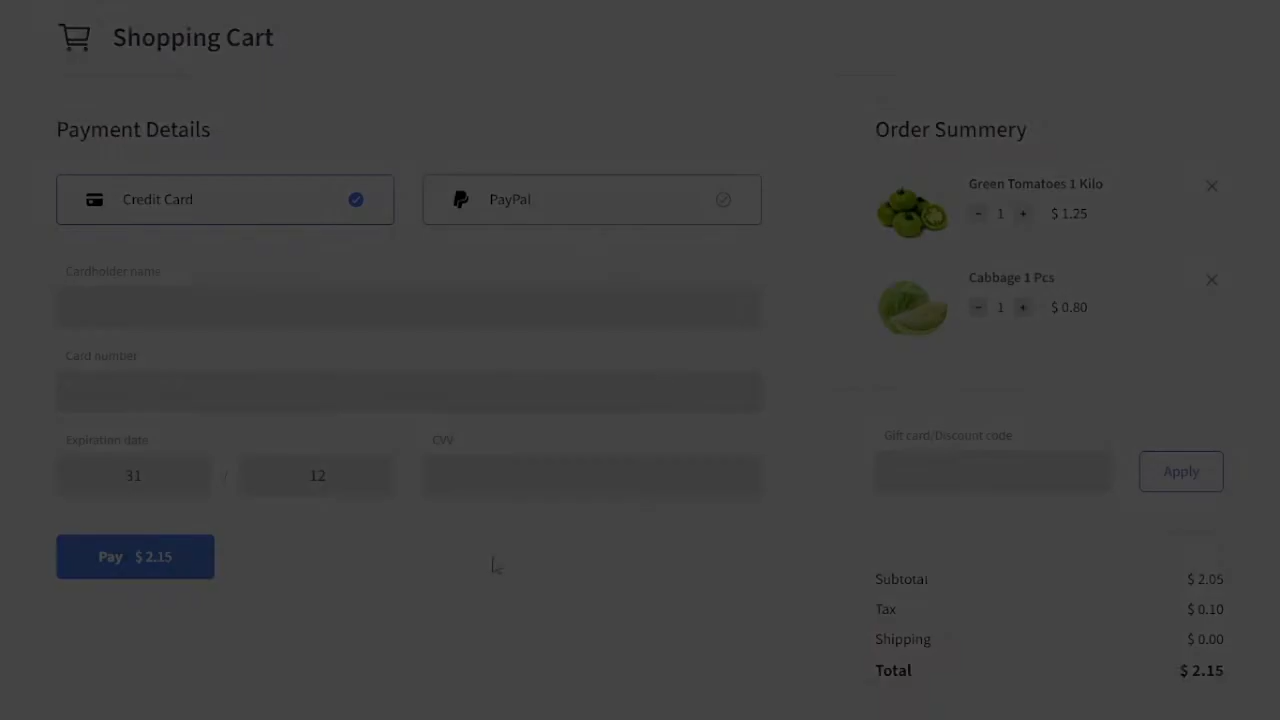 Shopping Cart
Payment Details
Credit Card
PayPal
Cardholder name
Card number
Expiration date
CVV
31 / 12
Pay $ 2.15
Order Summery
Green Tomatoes 1 Kilo
- 1 + $ 1.25
Cabbage 1 Pcs
- 1 + $ 0.80
Gift card/Discount code
Apply
Subtotal $ 2.05
Tax $ 0.10
Shipping $ 0.00
Total $ 2.15